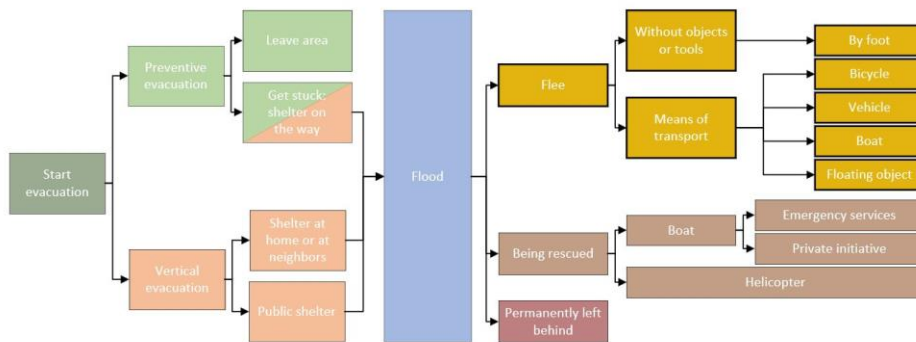 Start
evacuation
Preventive
evacuation
Leave area
Get stuck:
shelter on
the way
Vertical
evacuation
Shelter at
home or at
neighbors
Public shelter
Flood
Flee
Without objects
or tools
By foot
Means of
transport
Bicycle
Vehicle
Boat
Floating object
Being rescued
Boat
Emergency services
Private initiative
Helicopter
Permanently left
behind